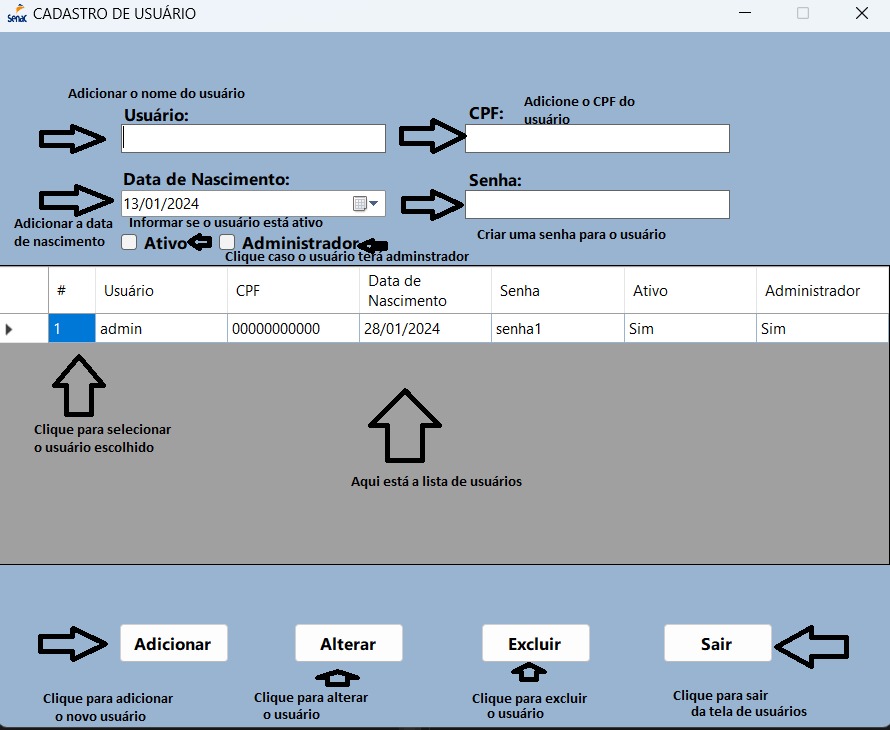 Senac CADASTRO DE USUÁRIO
Adicionar o nome do usuário
Usuário:
CPF:
Adicione o CPF do
usuário
Data de Nascimento:
13/01/2024
Senha:
Adicionar a data
de nascimento
Informar se o usuário está ativo
Criar uma senha para o usuário
Ativo
Administrador
Clique caso o usuário terá adminstrador
# Usuário CPF Data de Nascimento Senha Ativo Administrador
1 admin 00000000000 28/01/2024 senha1 Sim Sim
Clique para selecionar
o usuário escolhido
Aqui está a lista de usuários
Adicionar Alterar Excluir Sair
Clique para adicionar
o novo usuário
Clique para alterar
o usuário
Clique para excluir
o usuário
Clique para sair
da tela de usuários